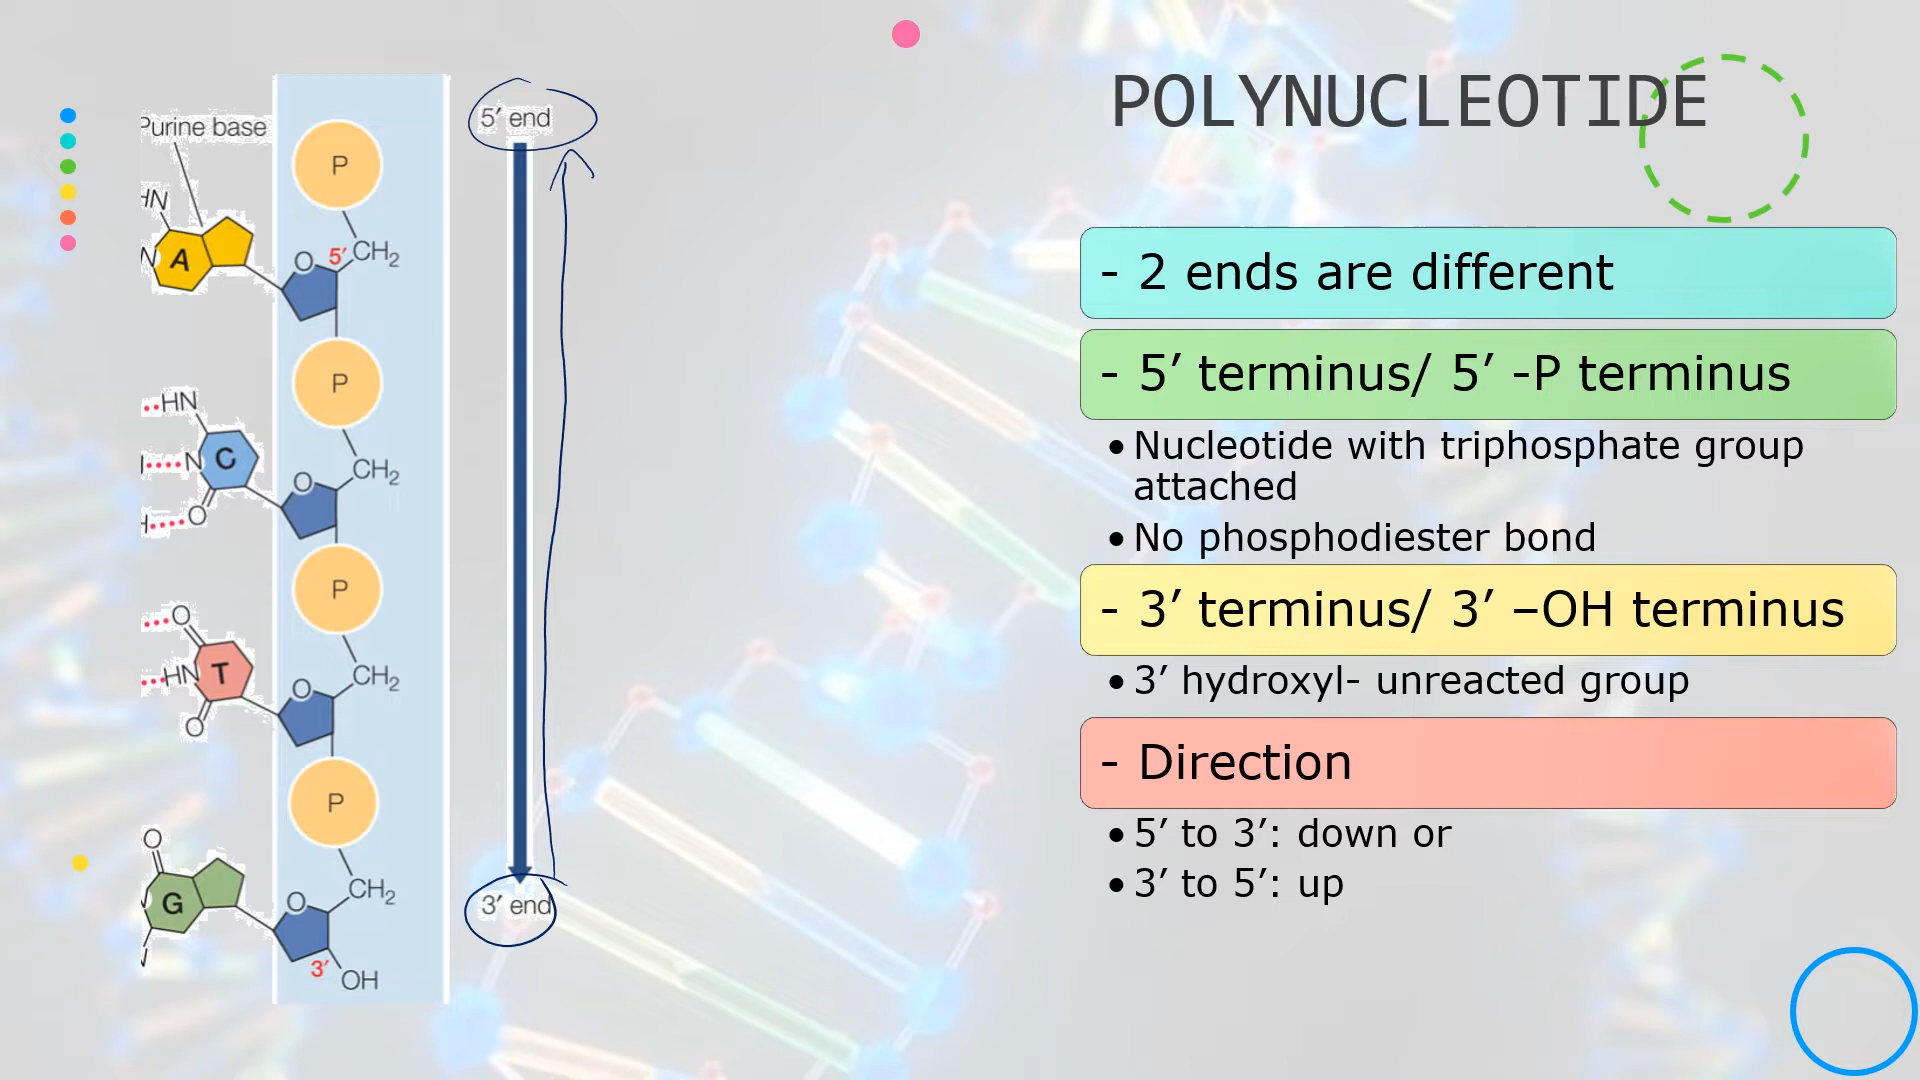 POLYNUCLEOTIDE
Purine base
HN
N
A
P
5′
O
CH₂
5′ end
P
HN
N
C
O
O
CH₂
P
O
HN
T
O
O
CH₂
P
O
G
O
CH₂
3′
OH
3′ end
- 2 ends are different
- 5′ terminus/ 5′ -P terminus
• Nucleotide with triphosphate group
attached
• No phosphodiester bond
- 3′ terminus/ 3′ –OH terminus
• 3′ hydroxyl- unreacted group
- Direction
• 5′ to 3′: down or
• 3′ to 5′: up